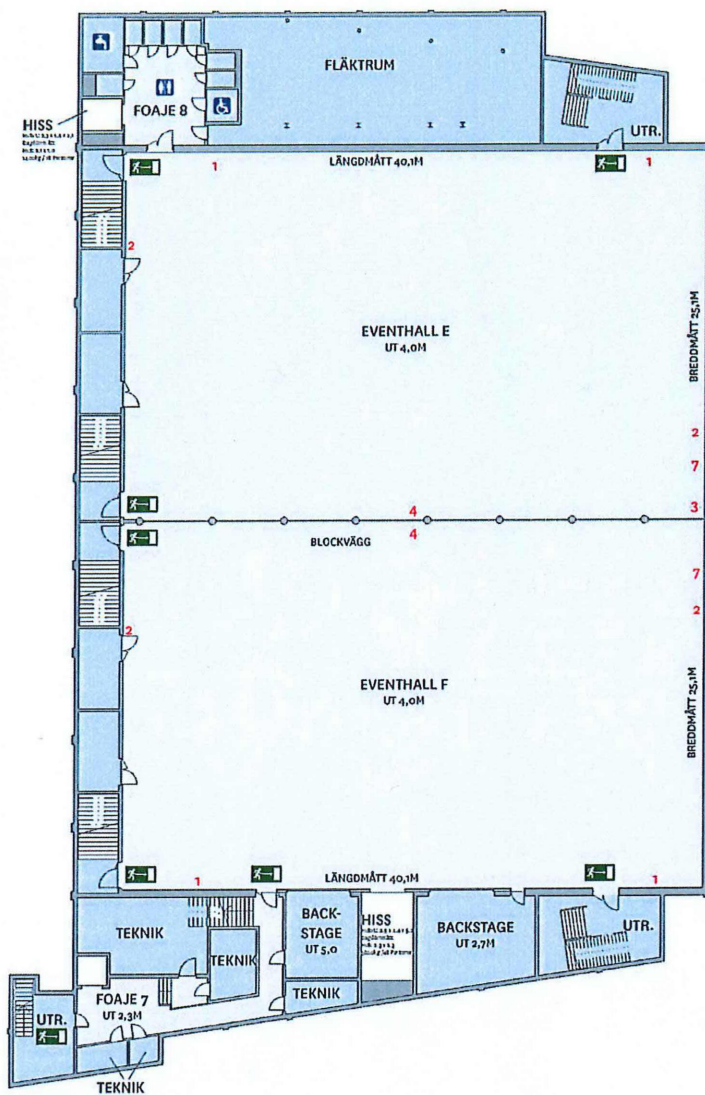 FLÄKTRUM
FOAJE 8
HISS
UTR.
1
LÄNGDMÅTT 40,1M
1
2
EVENTHALL E
UT 4,0M
BREDDMÅTT 25,1M
2
7
3
4
BLOCKVÄGG
4
7
2
2
EVENTHALL F
UT 4,0M
BREDDMÅTT 25,1M
1
LÄNGDMÅTT 40,1M
1
TEKNIK
TEKNIK
BACK-
STAGE
UT 5,0
HISS
BACKSTAGE
UT 2,7M
UTR.
TEKNIK
FOAJE 7
UT 2,3M
UTR.
TEKNIK